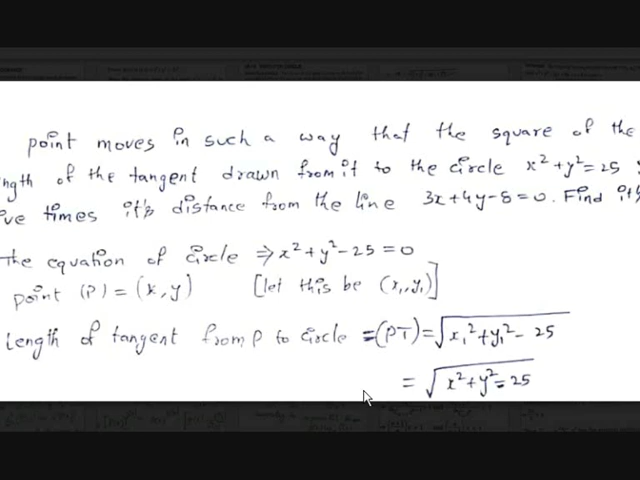 point moves in such a way that the square of the
ngth of the tangent drawn from it to the circle x² + y² = 25
ive times it's distance from the line 3x + 4y - 8 = 0. Find it's
The equation of circle ⇒ x² + y² - 25 = 0
point (P) = (x, y) [let this be (x₁, y₁)]
Length of tangent from P to circle = (PT) = √x₁² + y₁² - 25
= √x² + y² = 25